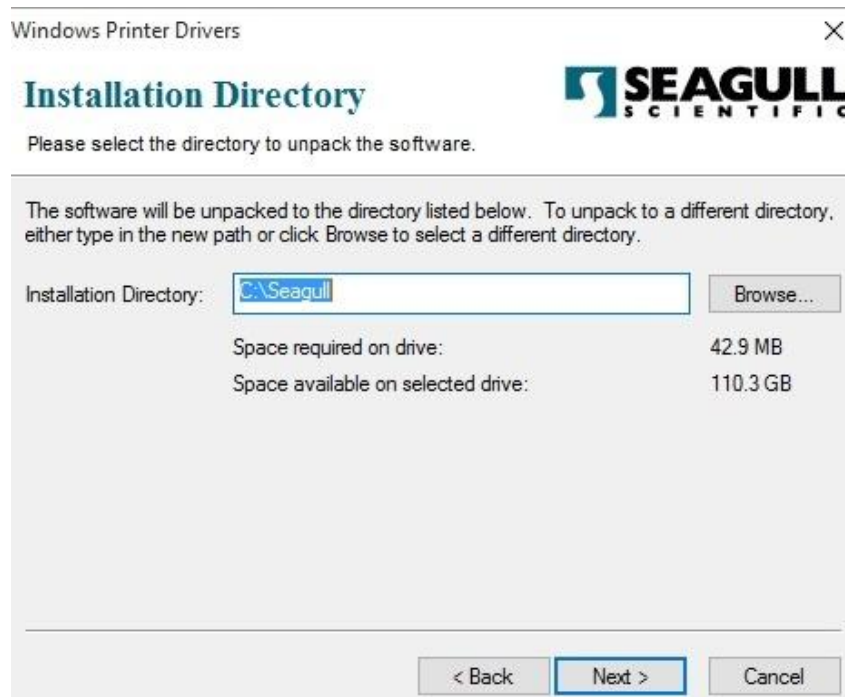 Windows Printer Drivers
Installation Directory
SEAGULL
SCIENTIFIC
Please select the directory to unpack the software.
The software will be unpacked to the directory listed below. To unpack to a different directory,
either type in the new path or click Browse to select a different directory.
Installation Directory: C:\Seagull Browse...
Space required on drive: 42.9 MB
Space available on selected drive: 110.3 GB
< Back Next > Cancel